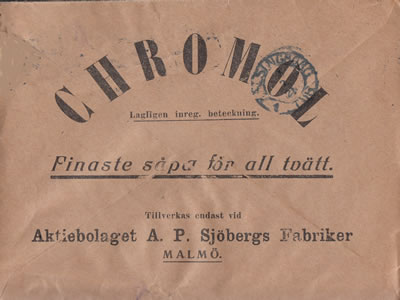 CHROMOL
Lagligen inreg. beteckning.
Finaste såpa för all tvätt.
Tillverkas endast vid
Aktiebolaget A. P. Sjöbergs Fabriker
MALMÖ.